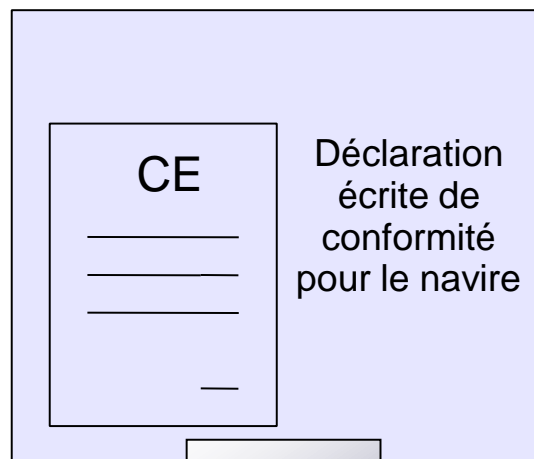 CE
Déclaration
écrite de
conformité
pour le navire